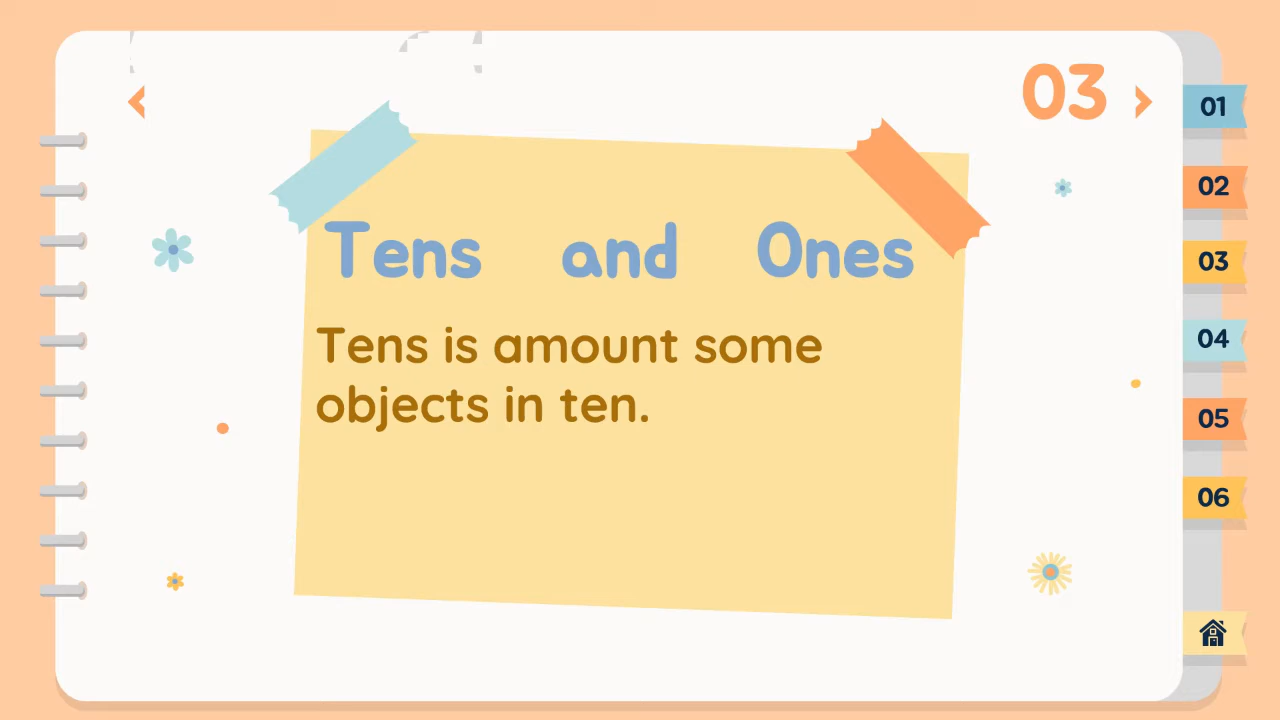 03
01
02
03
04
05
06
Tens and Ones
Tens is amount some
objects in ten.